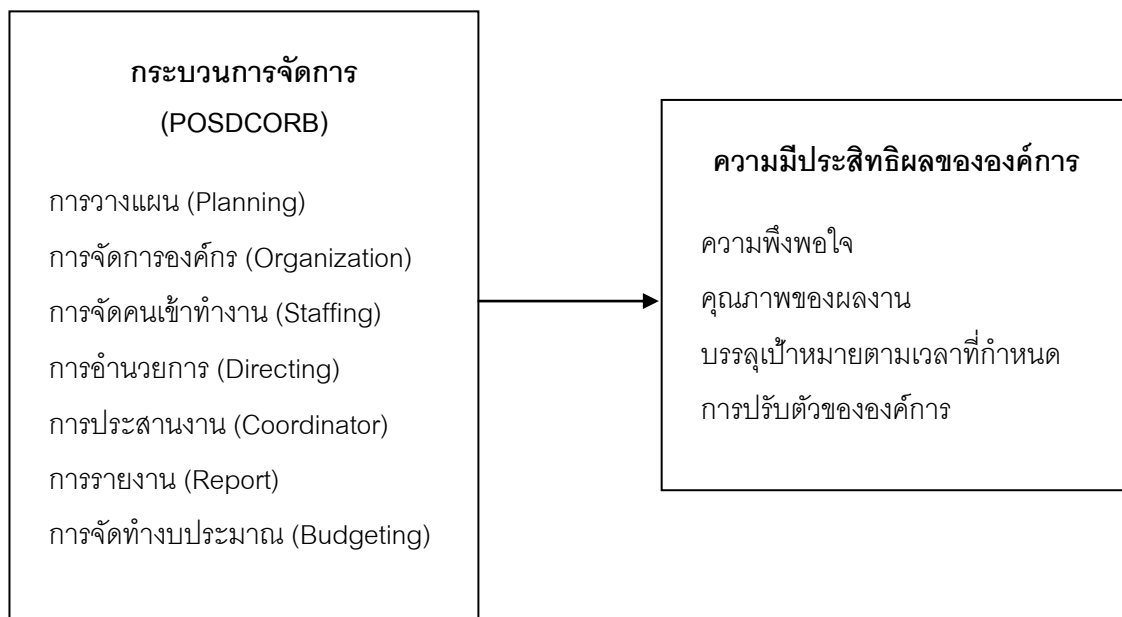 กระบวนการจัดการ
(POSDCORB)
การวางแผน (Planning)
การจัดการองค์กร (Organization)
การจัดคนเข้าทำงาน (Staffing)
การอำนวยการ (Directing)
การประสานงาน (Coordinator)
การรายงาน (Report)
การจัดทำงบประมาณ (Budgeting)
ความมีประสิทธิผลขององค์การ
ความพึงพอใจ
คุณภาพของผลงาน
บรรลุเป้าหมายตามเวลาที่กำหนด
การปรับตัวขององค์การ